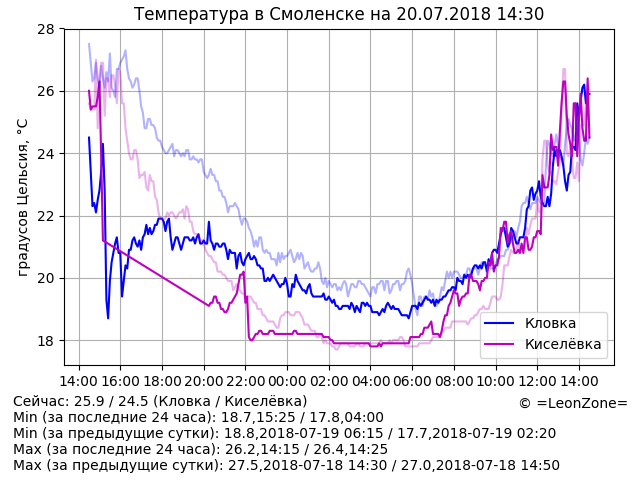 Температура в Смоленске на 20.07.2018 14:30
28
26
24
22
20
18
градусов Цельсия, °C
Кловка
Киселёвка
14:00 16:00 18:00 20:00 22:00 00:00 02:00 04:00 06:00 08:00 10:00 12:00 14:00
Сейчас: 25.9 / 24.5 (Кловка / Киселёвка)
© =LeonZone=
Min (за последние 24 часа): 18.7,15:25 / 17.8,04:00
Min (за предыдущие сутки): 18.8,2018-07-19 06:15 / 17.7,2018-07-19 02:20
Max (за последние 24 часа): 26.2,14:15 / 26.4,14:25
Max (за предыдущие сутки): 27.5,2018-07-18 14:30 / 27.0,2018-07-18 14:50